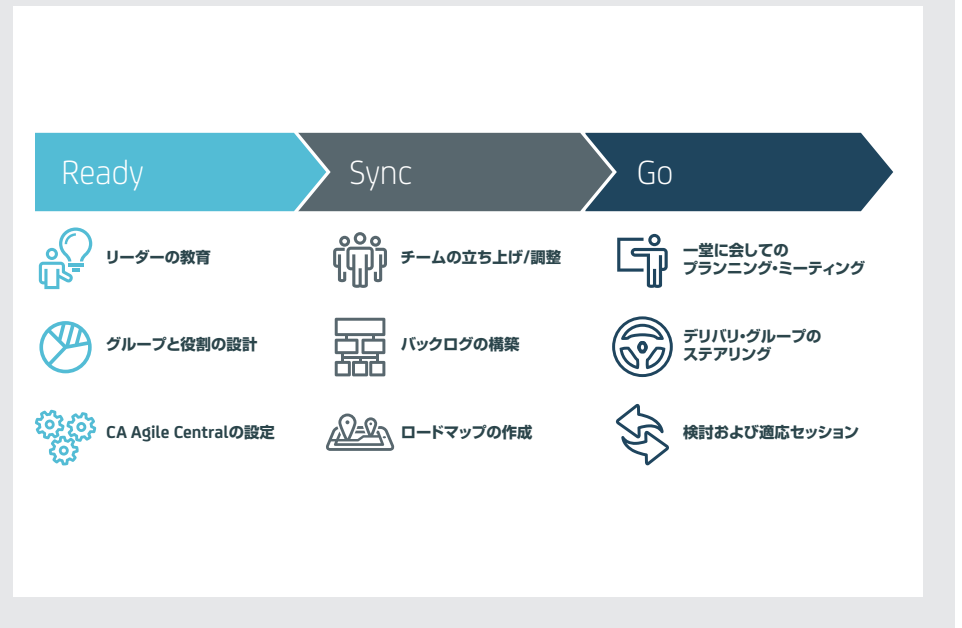 Ready
Sync
Go
リーダーの教育
チームの立ち上げ/調整
一堂に会しての
プランニング・ミーティング
グループと役割の設計
バックログの構築
デリバリ・グループの
ステアリング
CA Agile Centralの設定
ロードマップの作成
検討および適応セッション